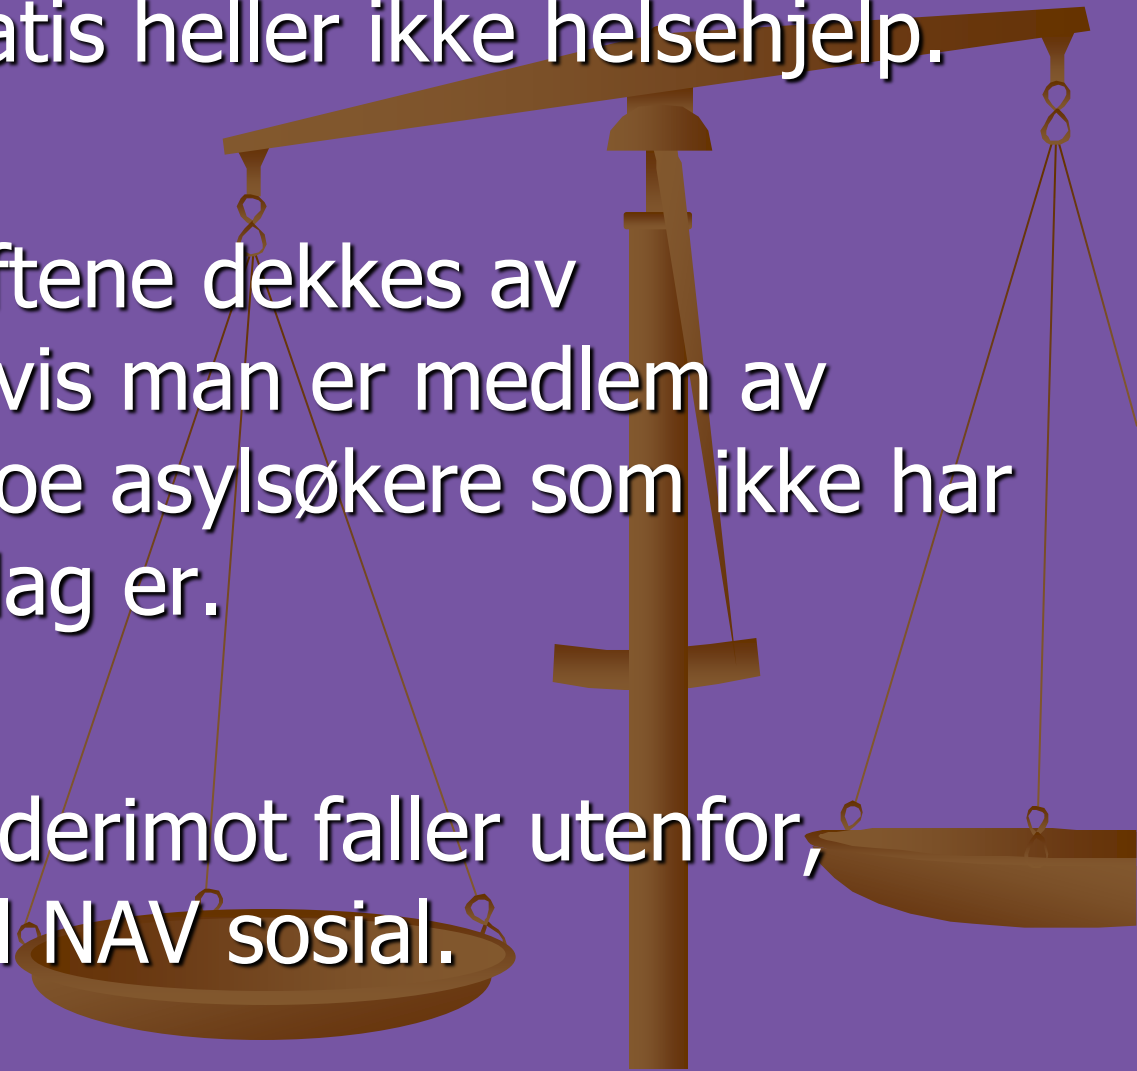 atis heller ikke helsehjelp.
ftene dekkes av
vis man er medlem av
oe asylsøkere som ikke har
lag er.
derimot faller utenfor,
l NAV sosial.